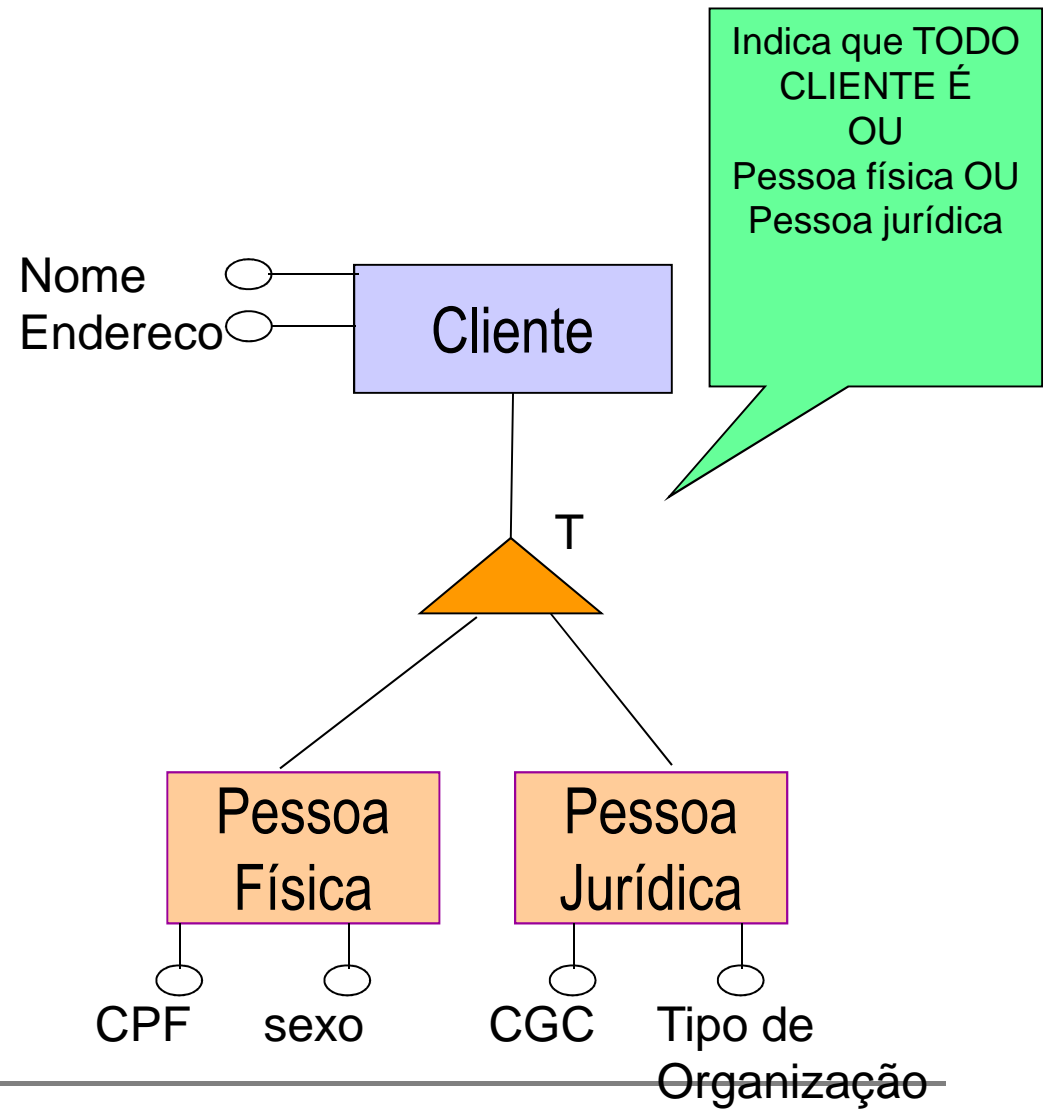 Indica que TODO
CLIENTE É
OU
Pessoa física OU
Pessoa jurídica
Nome
Endereco
Cliente
T
Pessoa
Física
Pessoa
Jurídica
CPF
sexo
CGC
Tipo de
Organização